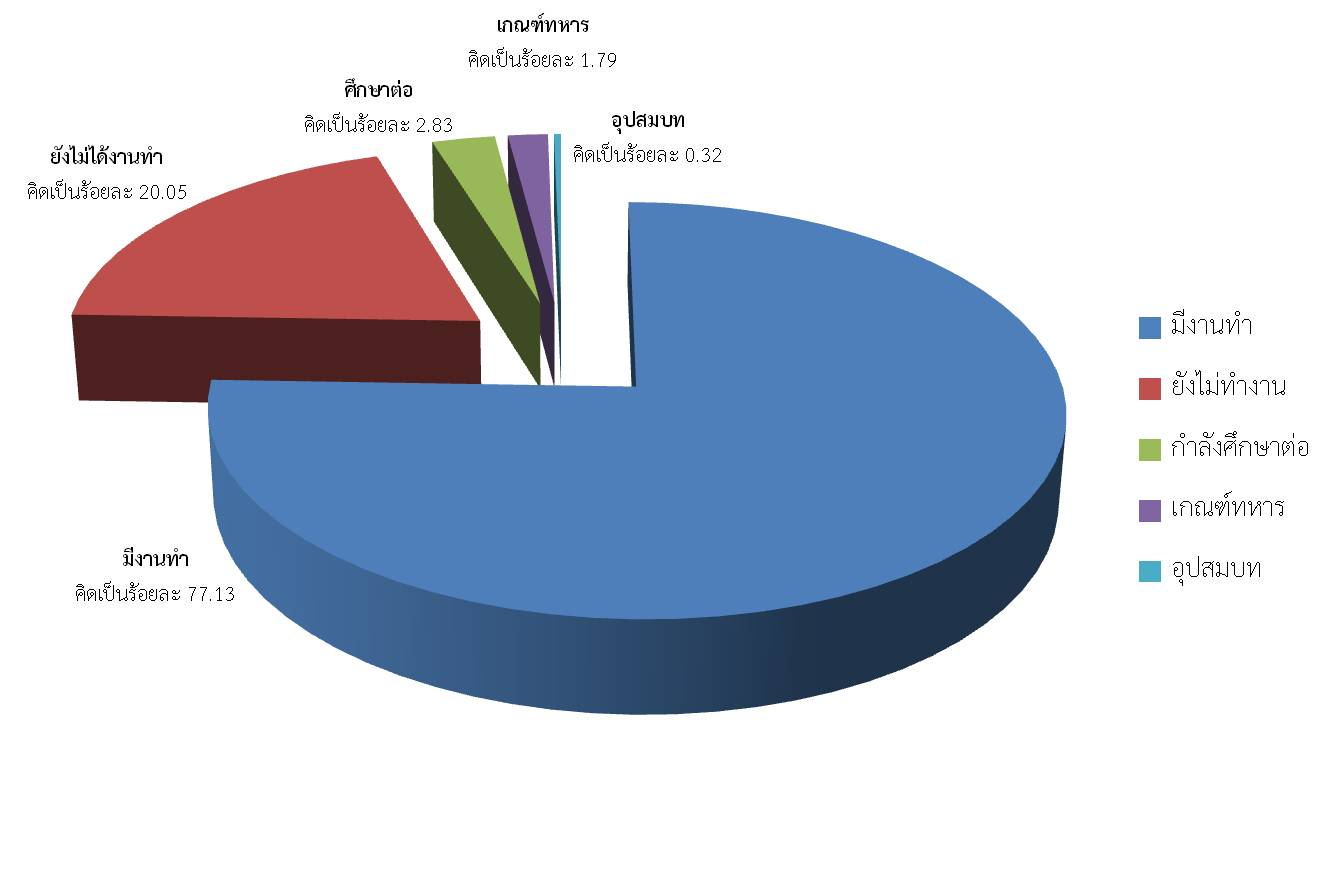 เกณฑ์ทหาร
คิดเป็นร้อยละ 1.79
ศึกษาต่อ
คิดเป็นร้อยละ 2.83
อุปสมบท
คิดเป็นร้อยละ 0.32
ยังไม่ได้งานทำ
คิดเป็นร้อยละ 20.05
มีงานทำ
คิดเป็นร้อยละ 77.13
มีงานทำ
ยังไม่ทำงาน
กำลังศึกษาต่อ
เกณฑ์ทหาร
อุปสมบท